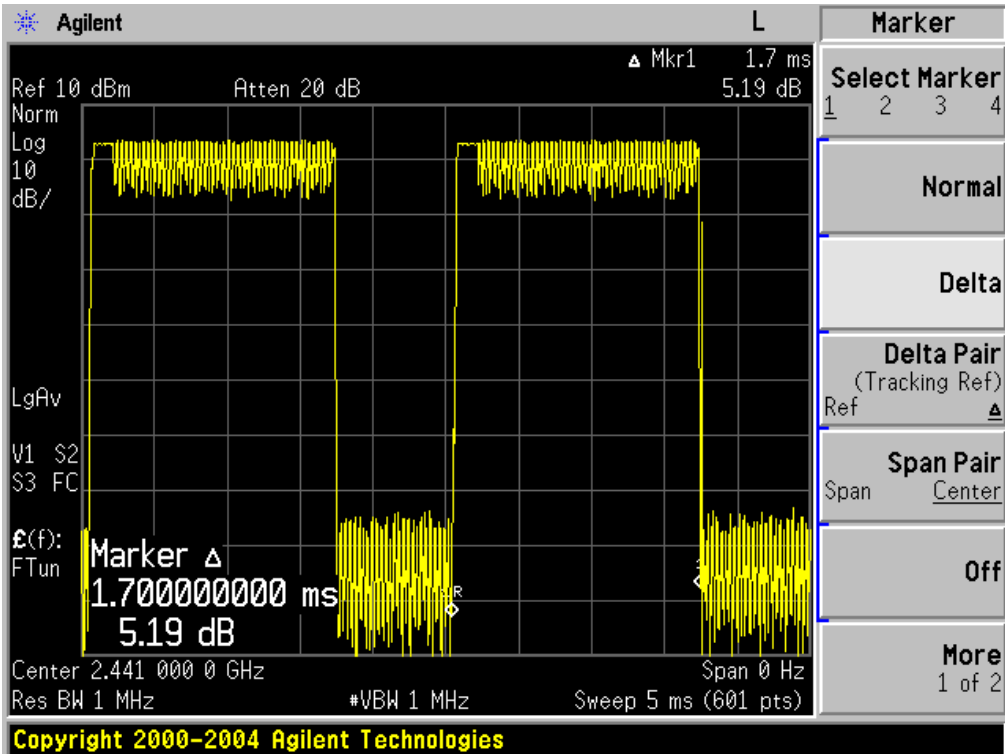 Agilent L Marker
▵ Mkr1 1.7 ms
Ref 10 dBm Atten 20 dB 5.19 dB
Norm
Log
10
dB/
LgAv
V1 S2
S3 FC
£(f):
FTun
Marker ▵
1.700000000 ms
5.19 dB
R
Center 2.441 000 0 GHz Span 0 Hz
Res BW 1 MHz #VBW 1 MHz Sweep 5 ms (601 pts)
Copyright 2000-2004 Agilent Technologies
Select Marker
1 2 3 4
Normal
Delta
Delta Pair
(Tracking Ref)
Ref ▵
Span Pair
Span Center
Off
More
1 of 2